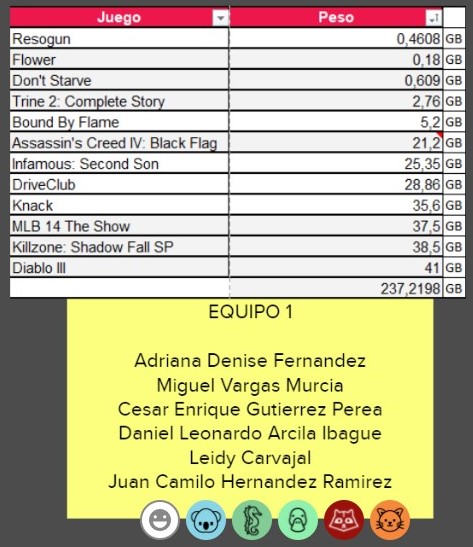 Juego Peso
Resogun 0,4608 GB
Flower 0,18 GB
Don't Starve 0,609 GB
Trine 2: Complete Story 2,76 GB
Bound By Flame 5,2 GB
Assassin's Creed IV: Black Flag 21,2 GB
Infamous: Second Son 25,35 GB
DriveClub 28,86 GB
Knack 35,6 GB
MLB 14 The Show 37,5 GB
Killzone: Shadow Fall SP 38,5 GB
Diablo III 41 GB
237,2198 GB
EQUIPO 1
Adriana Denise Fernandez
Miguel Vargas Murcia
Cesar Enrique Gutierrez Perea
Daniel Leonardo Arcila Ibague
Leidy Carvajal
Juan Camilo Hernandez Ramirez